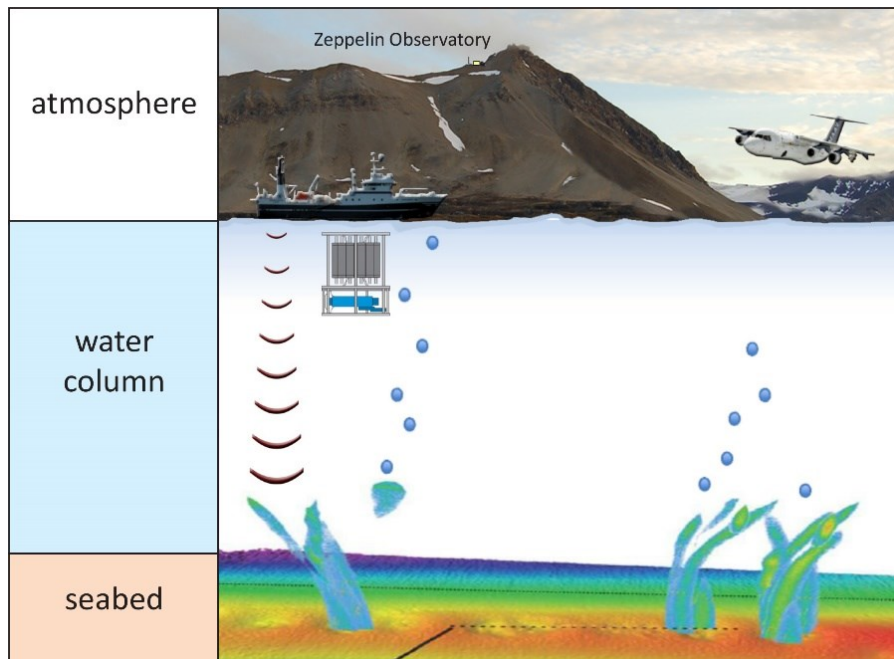 Zeppelin Observatory
atmosphere
water
column
seabed